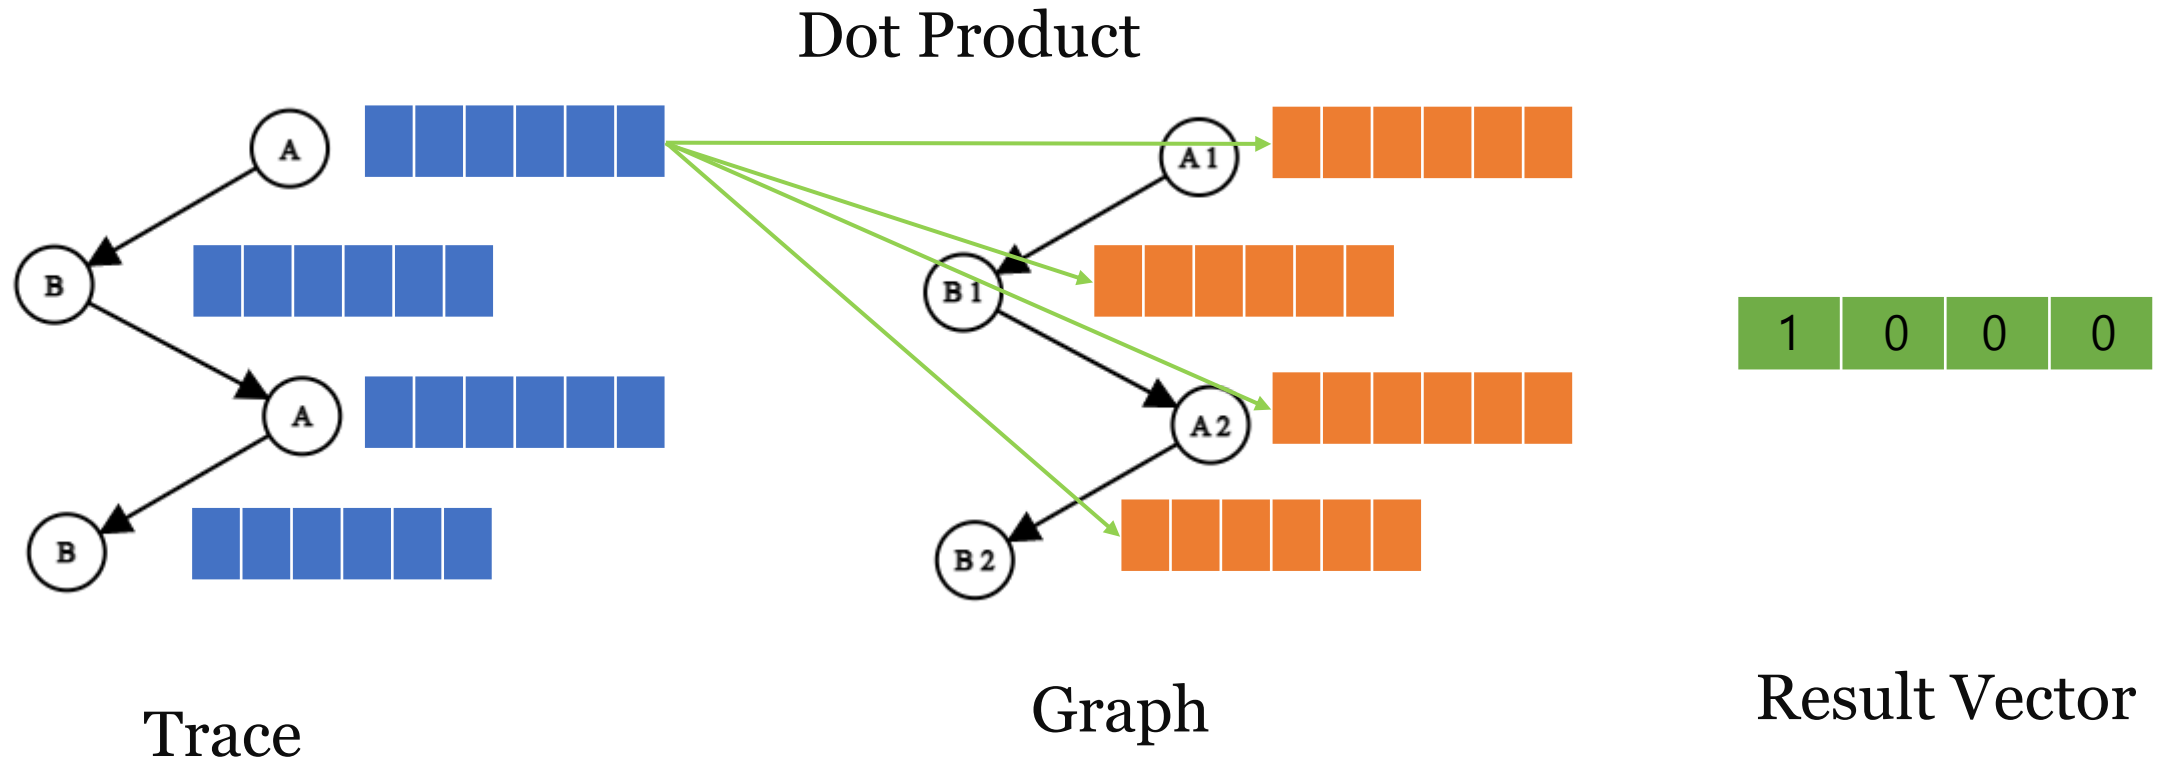 Dot Product
A
B
A
B
A 1
B 1
A 2
B 2
1 0 0 0
Trace
Graph
Result Vector